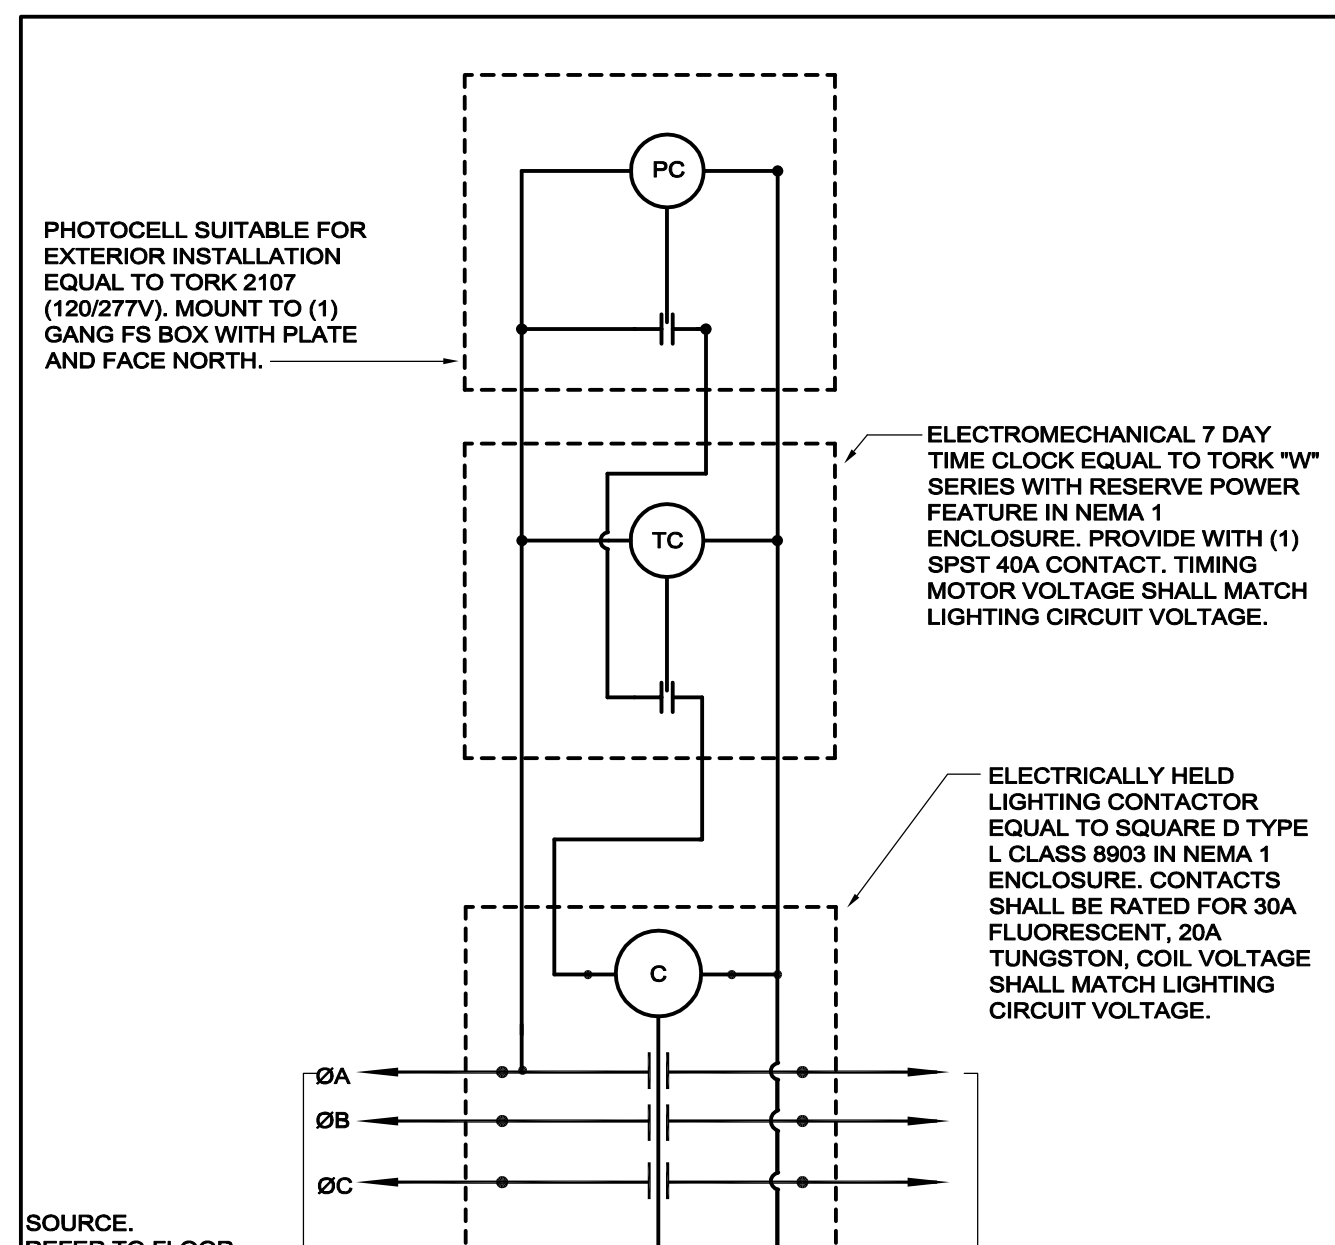 PC
PHOTOCELL SUITABLE FOR
EXTERIOR INSTALLATION
EQUAL TO TORK 2107
(120/277V). MOUNT TO (1)
GANG FS BOX WITH PLATE
AND FACE NORTH.
ELECTROMECHANICAL 7 DAY
TIME CLOCK EQUAL TO TORK "W"
SERIES WITH RESERVE POWER
FEATURE IN NEMA 1
ENCLOSURE. PROVIDE WITH (1)
SPST 40A CONTACT. TIMING
MOTOR VOLTAGE SHALL MATCH
LIGHTING CIRCUIT VOLTAGE.
TC
ELECTRICALLY HELD
LIGHTING CONTACTOR
EQUAL TO SQUARE D TYPE
L CLASS 8903 IN NEMA 1
ENCLOSURE. CONTACTS
SHALL BE RATED FOR 30A
FLUORESCENT, 20A
TUNGSTON, COIL VOLTAGE
SHALL MATCH LIGHTING
CIRCUIT VOLTAGE.
C
ØA
ØB
ØC
SOURCE.
REFER TO FLOOR